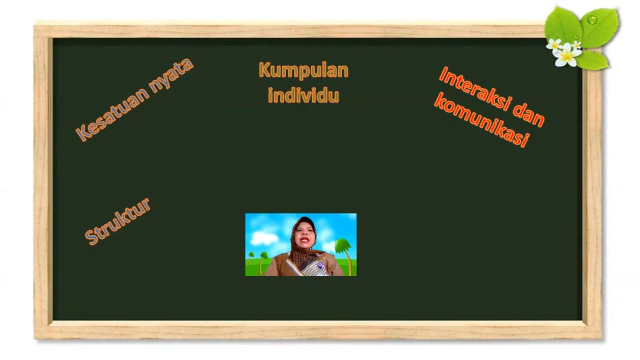 Kesatuan nyata
Kumpulan
individu
Interaksi dan
komunikasi
Struktur